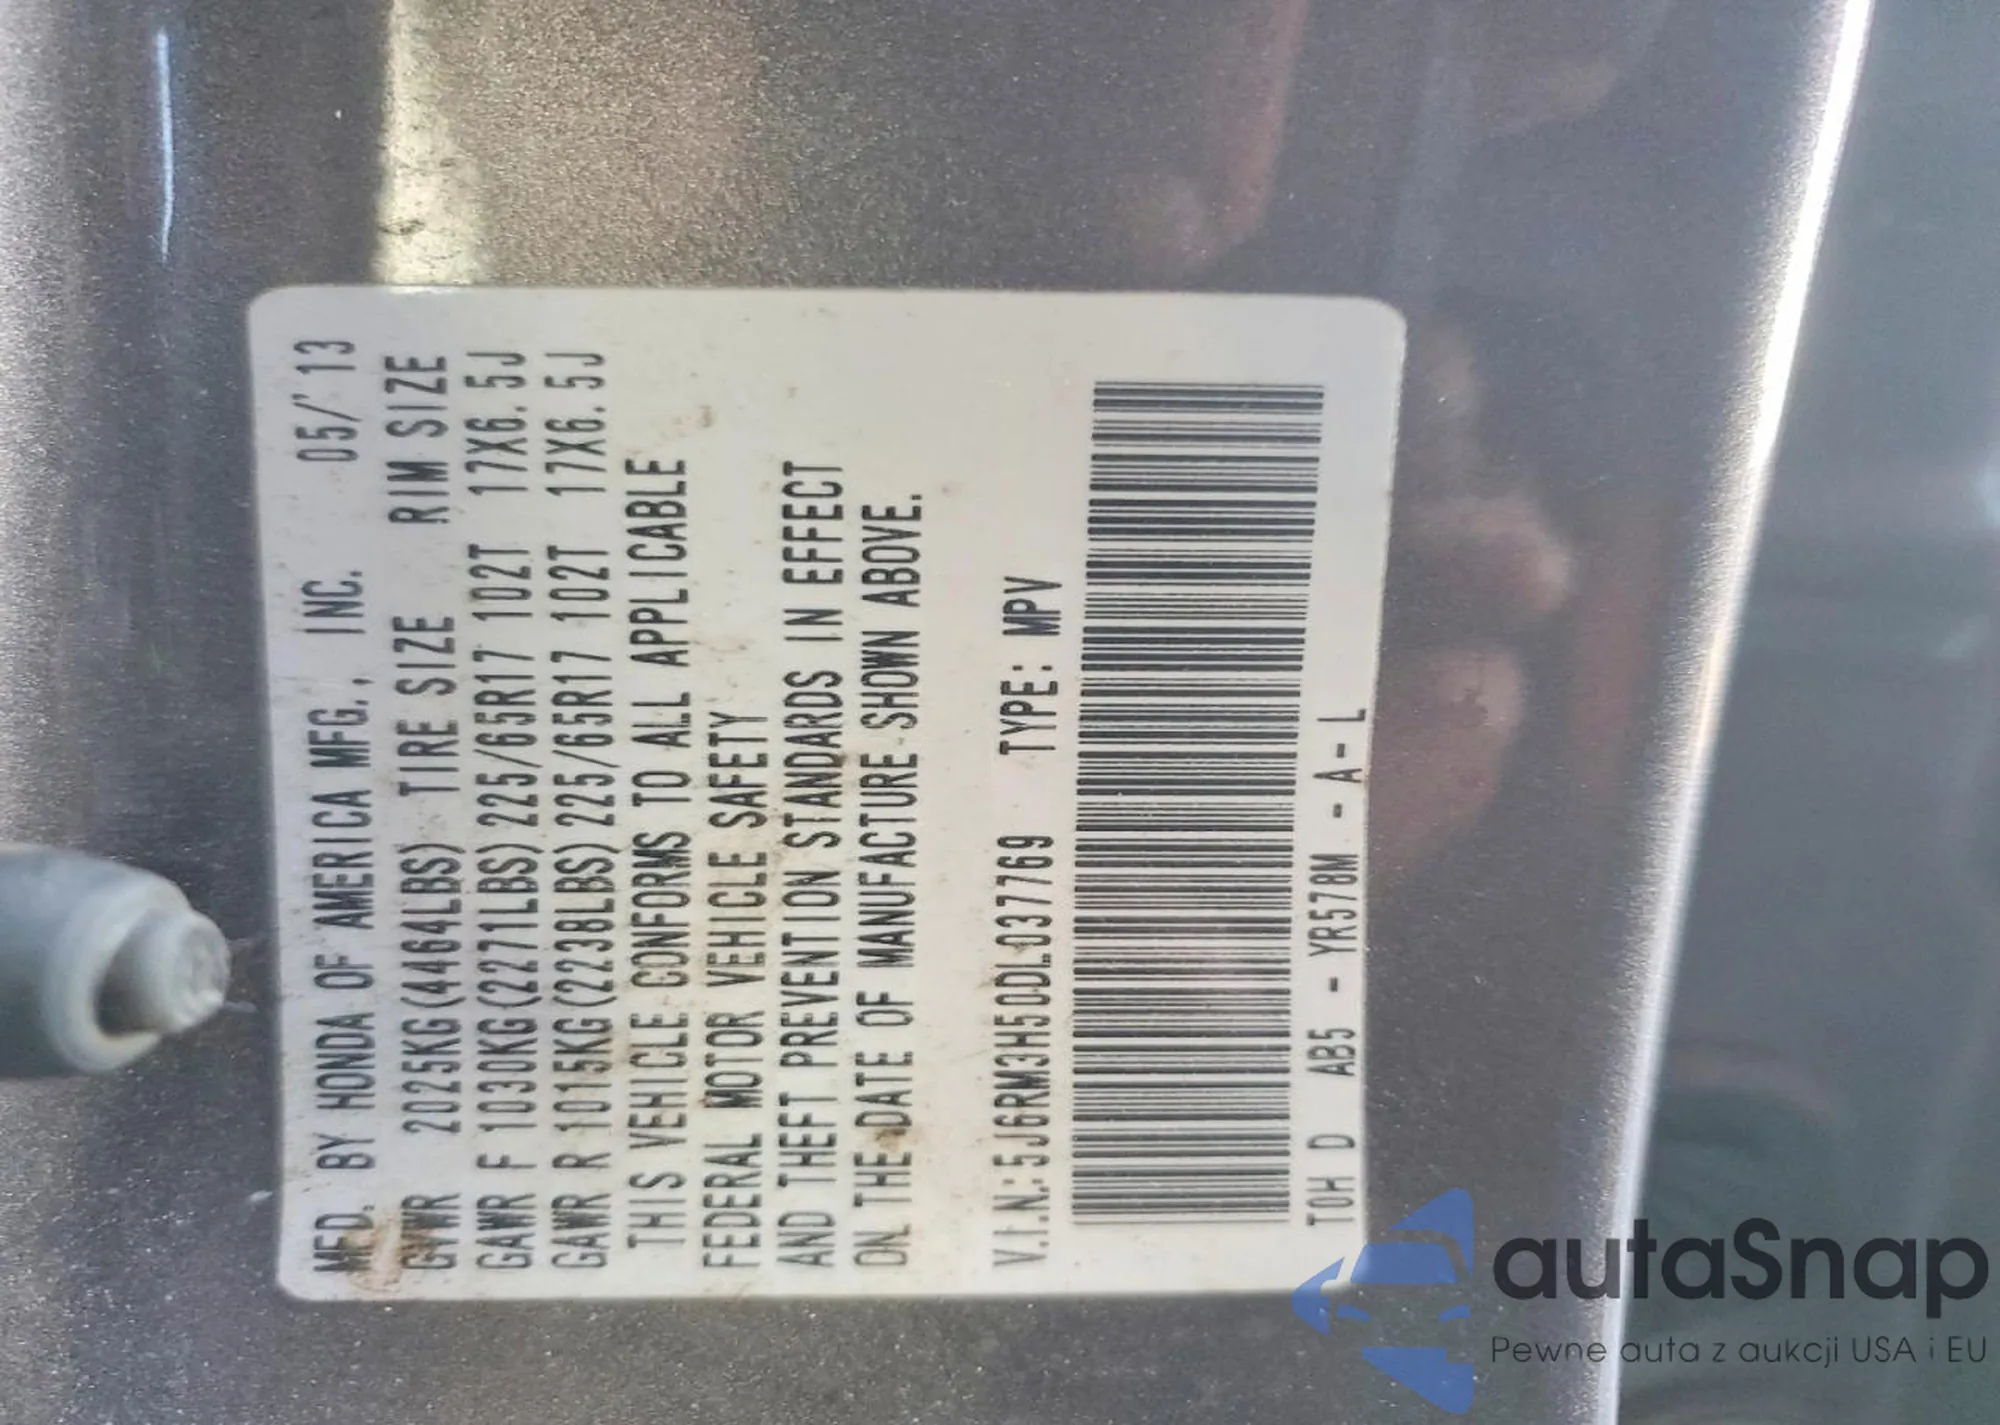 MFD. BY HONDA OF AMERICA MFG., INC. 05/'13
GVWR 2025KG(4464LBS) TIRE SIZE RIM SIZE
GAWR F 1030KG(2271LBS)225/65R17 102T 17X6.5J
GAWR R 1015KG(2238LBS)225/65R17 102T 17X6.5J
THIS VEHICLE CONFORMS TO ALL APPLICABLE
FEDERAL MOTOR VEHICLE SAFETY
AND THEFT PREVENTION STANDARDS IN EFFECT
ON THE DATE OF MANUFACTURE SHOWN ABOVE.
V.I.N.:5J6RM3H50DL037769 TYPE: MPV
T0H D AB5 - YR578M - A- L
autaSnap
Pewne auta z aukcji USA i EU